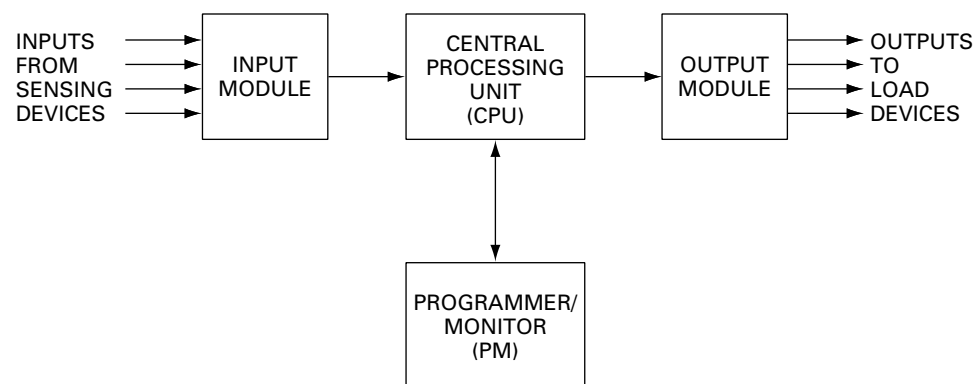 INPUTS
FROM
SENSING
DEVICES
INPUT
MODULE
CENTRAL
PROCESSING
UNIT
(CPU)
OUTPUT
MODULE
OUTPUTS
TO
LOAD
DEVICES
PROGRAMMER/
MONITOR
(PM)